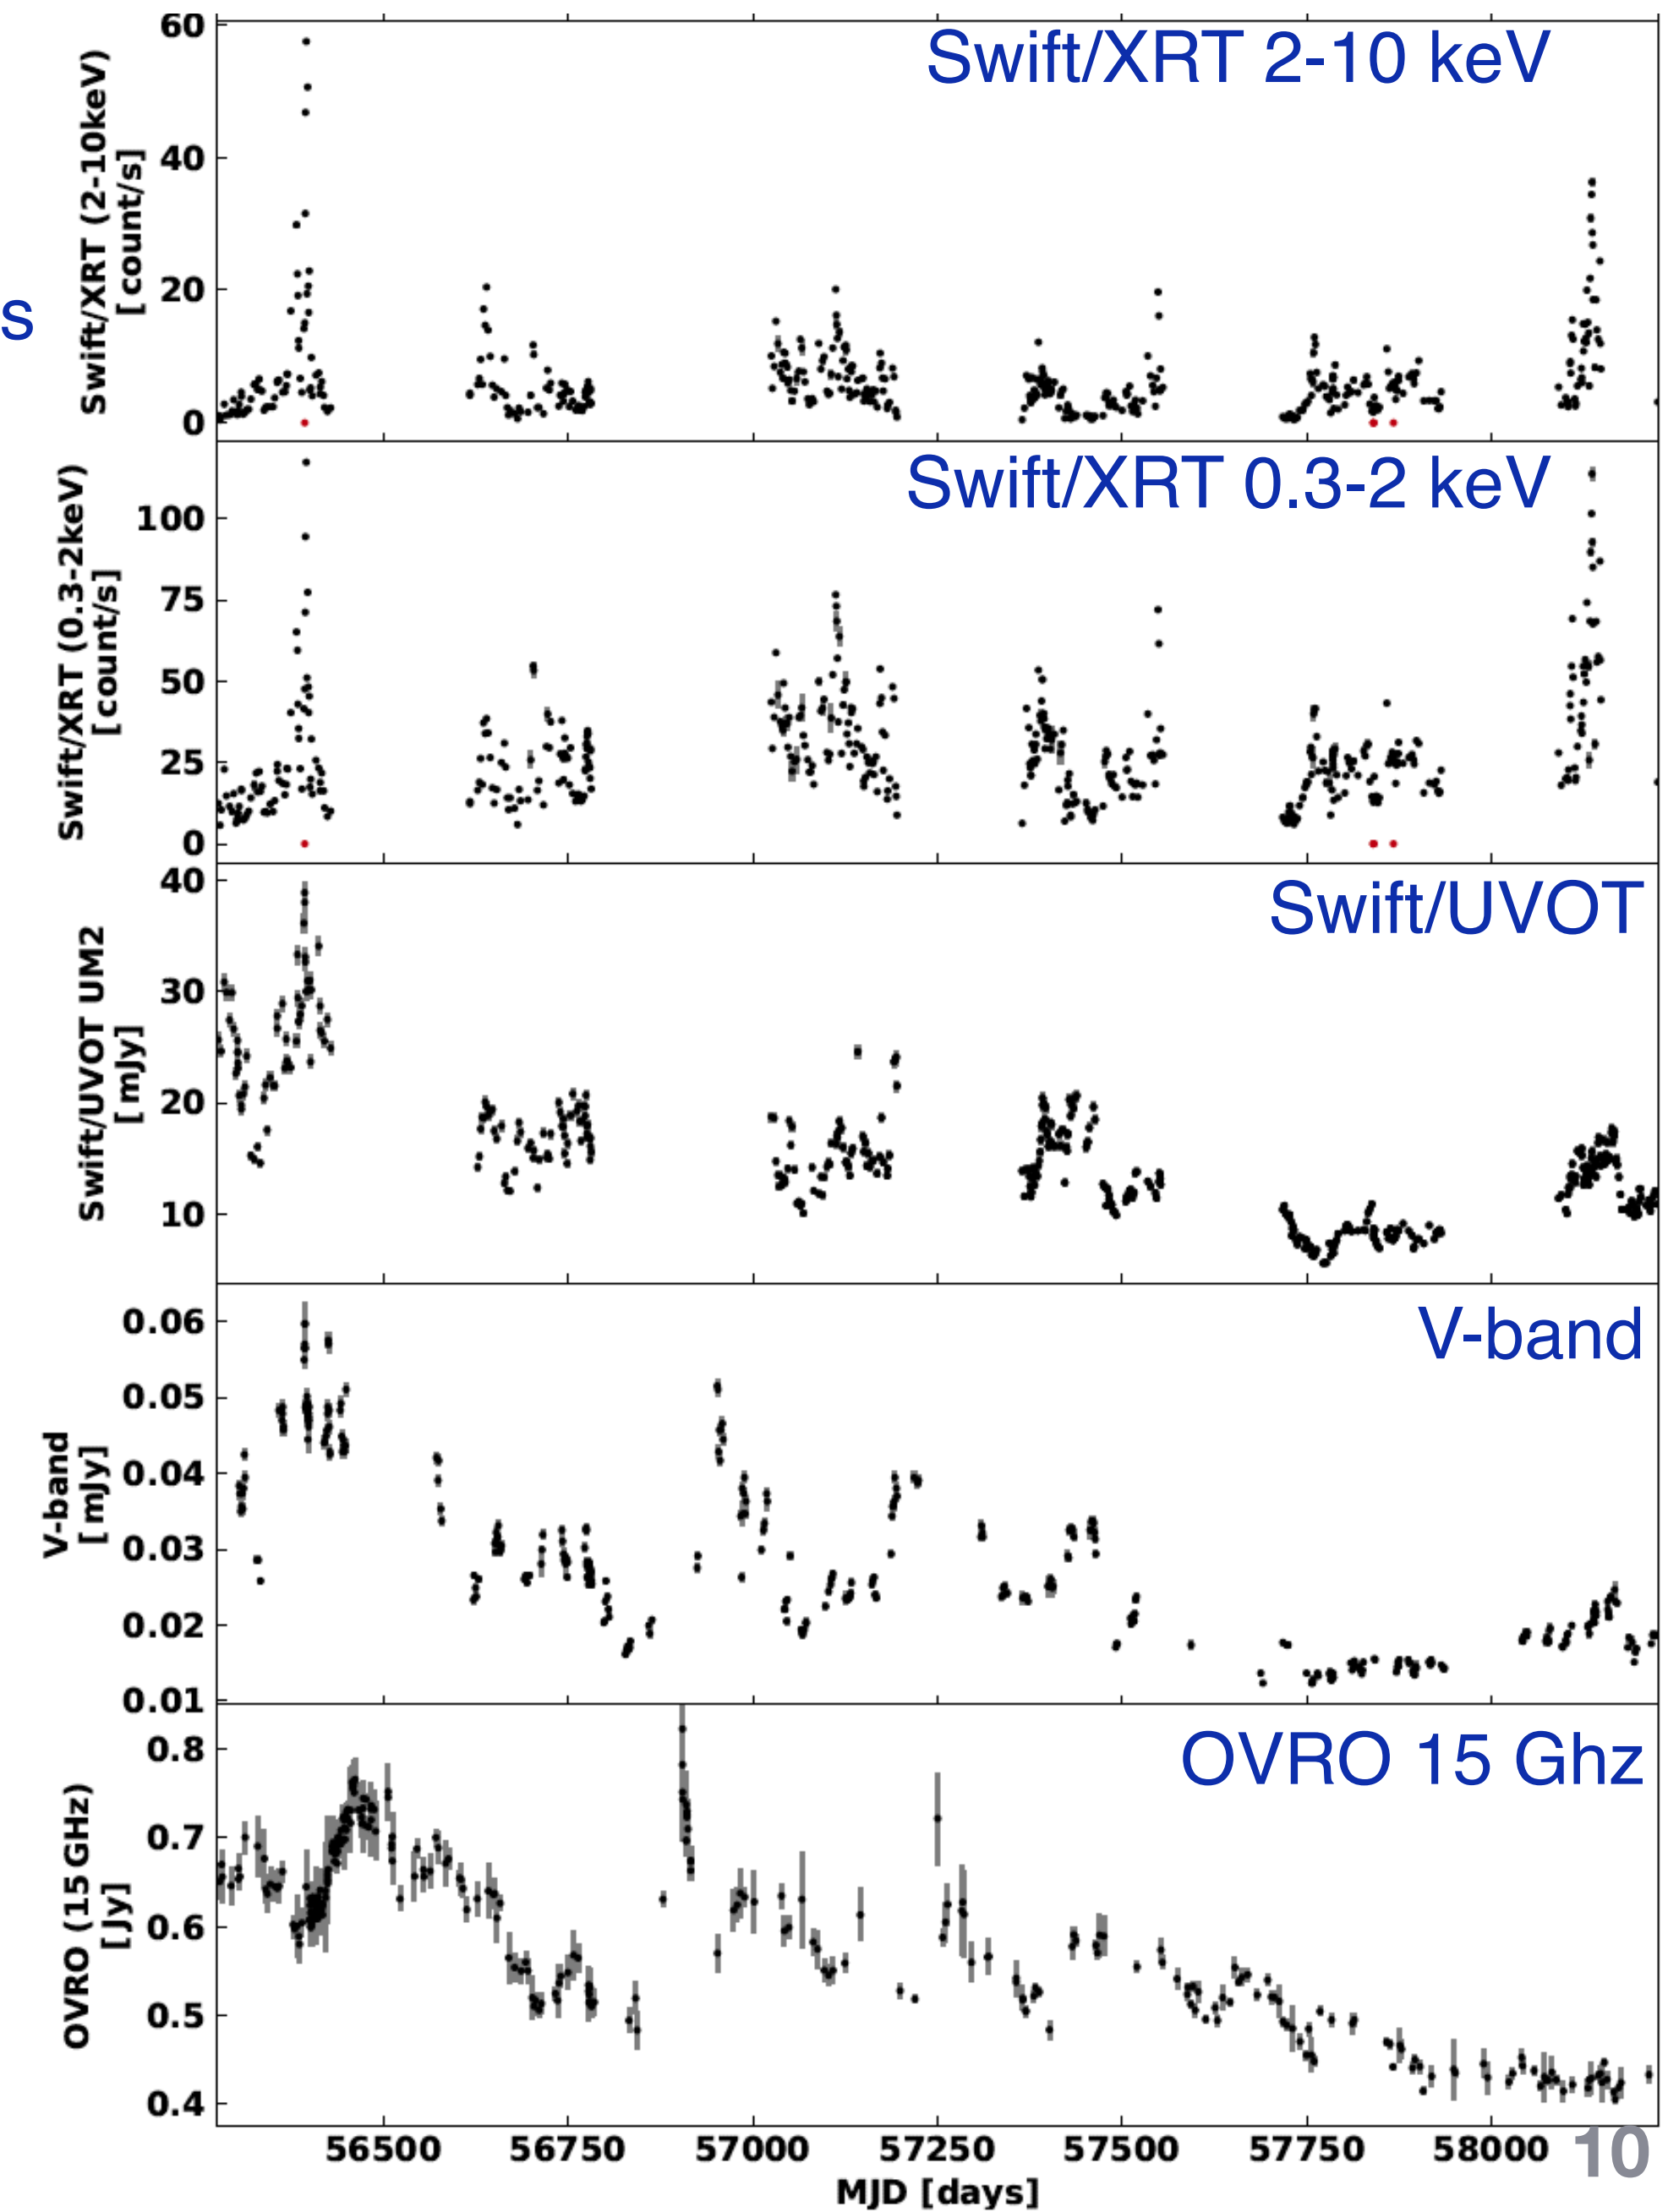 Swift/XRT 2-10 keV
Swift/XRT (2-10keV)
[count/s]
60
40
20
0
s
Swift/XRT 0.3-2 keV
Swift/XRT (0.3-2keV)
[count/s]
100
75
50
25
0
Swift/UVOT
Swift/UVOT UM2
[mJy]
40
30
20
10
V-band
V-band
[mJy]
0.06
0.05
0.04
0.03
0.02
0.01
OVRO 15 Ghz
OVRO (15GHz)
[Jy]
0.8
0.7
0.6
0.5
0.4
56500 56750 57000 57250 57500 57750 58000
10
MJD [days]